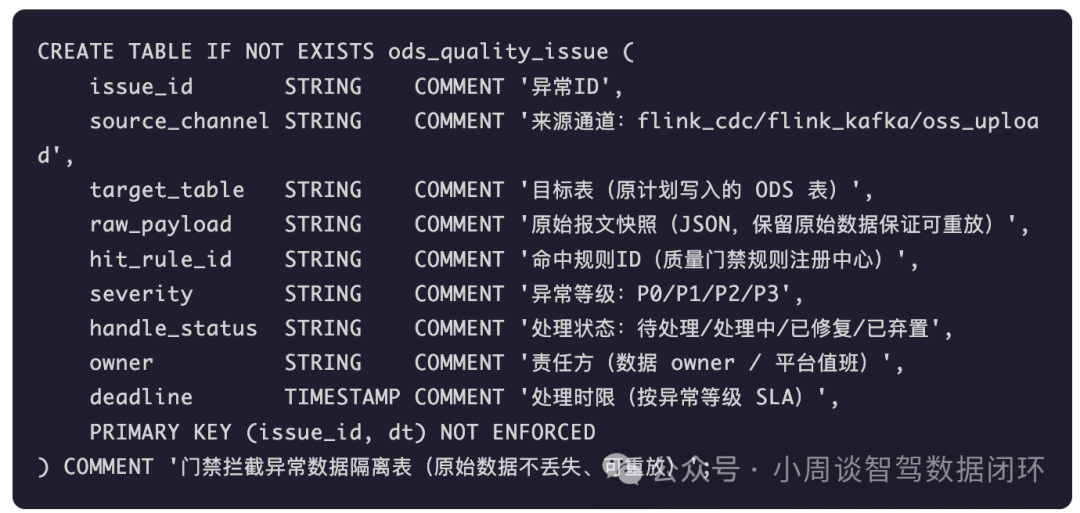 CREATE TABLE IF NOT EXISTS ods_quality_issue (
issue_id STRING COMMENT '异常ID',
source_channel STRING COMMENT '来源通道：flink_cdc/flink_kafka/oss_uploa
d',
target_table STRING COMMENT '目标表（原计划写入的 ODS 表）',
raw_payload STRING COMMENT '原始报文快照（JSON，保留原始数据保证可重放）',
hit_rule_id STRING COMMENT '命中规则ID（质量门禁规则注册中心）',
severity STRING COMMENT '异常等级：P0/P1/P2/P3',
handle_status STRING COMMENT '处理状态：待处理/处理中/已修复/已弃置',
owner STRING COMMENT '责任方（数据 owner / 平台值班）',
deadline TIMESTAMP COMMENT '处理时限（按异常等级 SLA）',
PRIMARY KEY (issue_id, dt) NOT ENFORCED
) COMMENT '门禁拦截异常数据隔离表（原始数据不丢失、可重放）';
公众号 · 小周谈智驾数据闭环